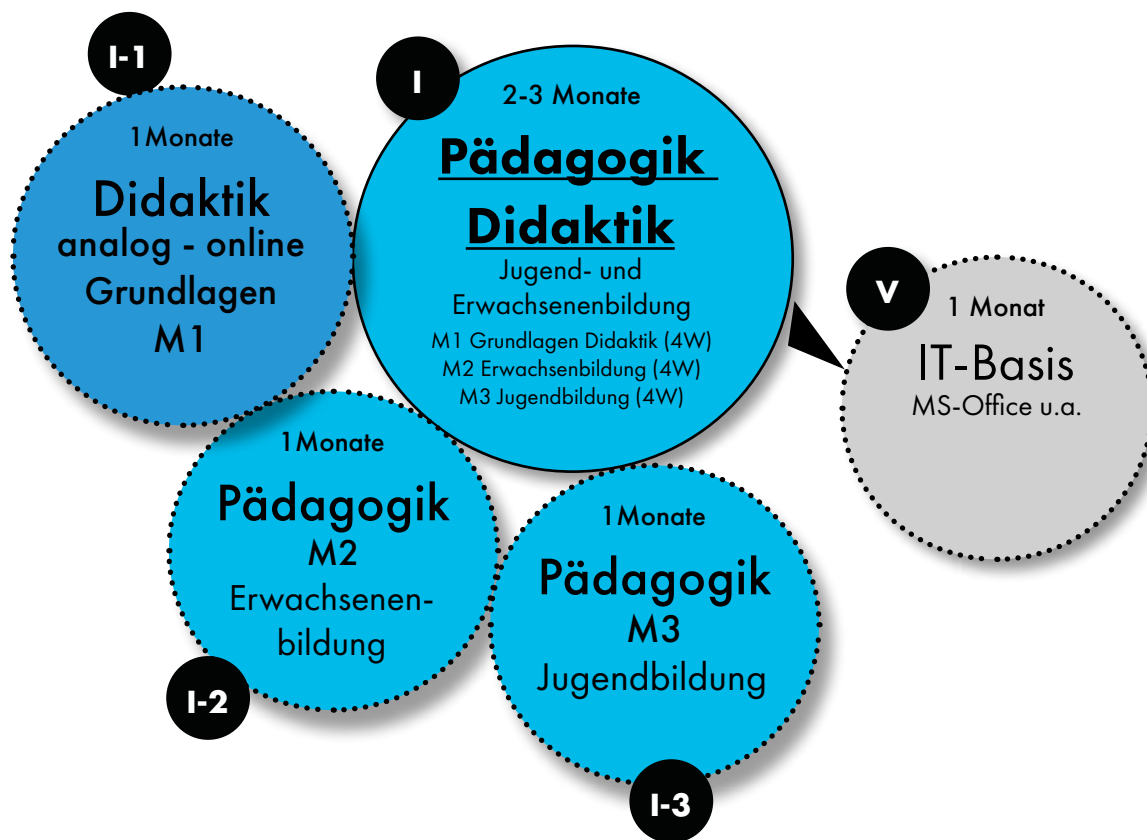 I-1
1Monate
Didaktik
analog - online
Grundlagen
M1
I
2-3 Monate
Pädagogik
Didaktik
Jugend- und
Erwachsenenbildung
M1 Grundlagen Didaktik (4W)
M2 Erwachsenbildung (4W)
M3 Jugendbildung (4W)
V
1 Monat
IT-Basis
MS-Office u.a.
1Monate
Pädagogik
M2
Erwachsenen-
bildung
I-2
1Monate
Pädagogik
M3
Jugendbildung
I-3